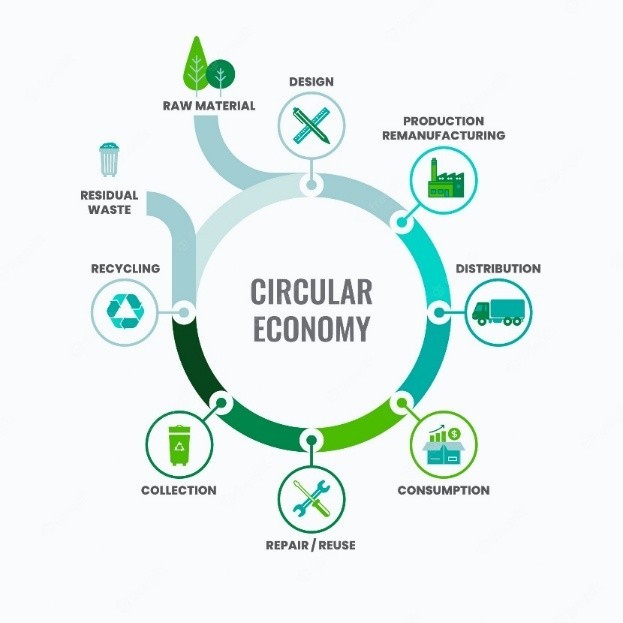 DESIGN
RAW MATERIAL
PRODUCTION
REMANUFACTURING
RESIDUAL
WASTE
RECYCLING
DISTRIBUTION
CIRCULAR
ECONOMY
COLLECTION
CONSUMPTION
REPAIR / REUSE
$